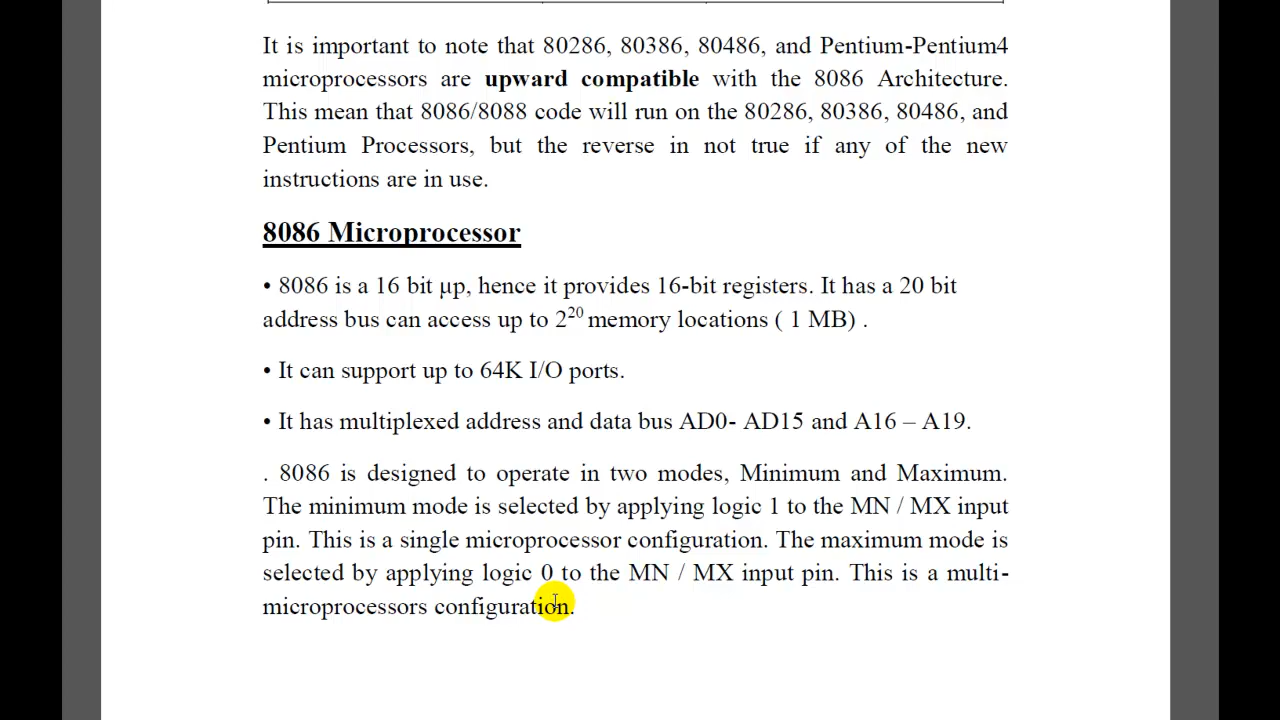 It is important to note that 80286, 80386, 80486, and Pentium-Pentium4
microprocessors are upward compatible with the 8086 Architecture.
This mean that 8086/8088 code will run on the 80286, 80386, 80486, and
Pentium Processors, but the reverse in not true if any of the new
instructions are in use.
8086 Microprocessor
• 8086 is a 16 bit μp, hence it provides 16-bit registers. It has a 20 bit
address bus can access up to 2²⁰ memory locations ( 1 MB) .
• It can support up to 64K I/O ports.
• It has multiplexed address and data bus AD0- AD15 and A16 – A19.
. 8086 is designed to operate in two modes, Minimum and Maximum.
The minimum mode is selected by applying logic 1 to the MN / MX input
pin. This is a single microprocessor configuration. The maximum mode is
selected by applying logic 0 to the MN / MX input pin. This is a multi-
microprocessors configuration.